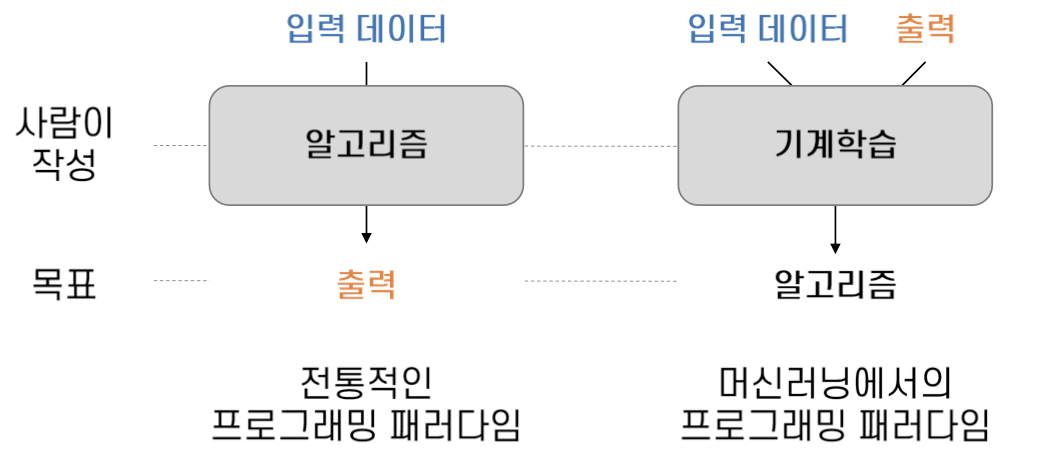 입력 데이터
입력 데이터 출력
사람이
작성
알고리즘
기계학습
목표
출력
알고리즘
전통적인
프로그래밍 패러다임
머신러닝에서의
프로그래밍 패러다임